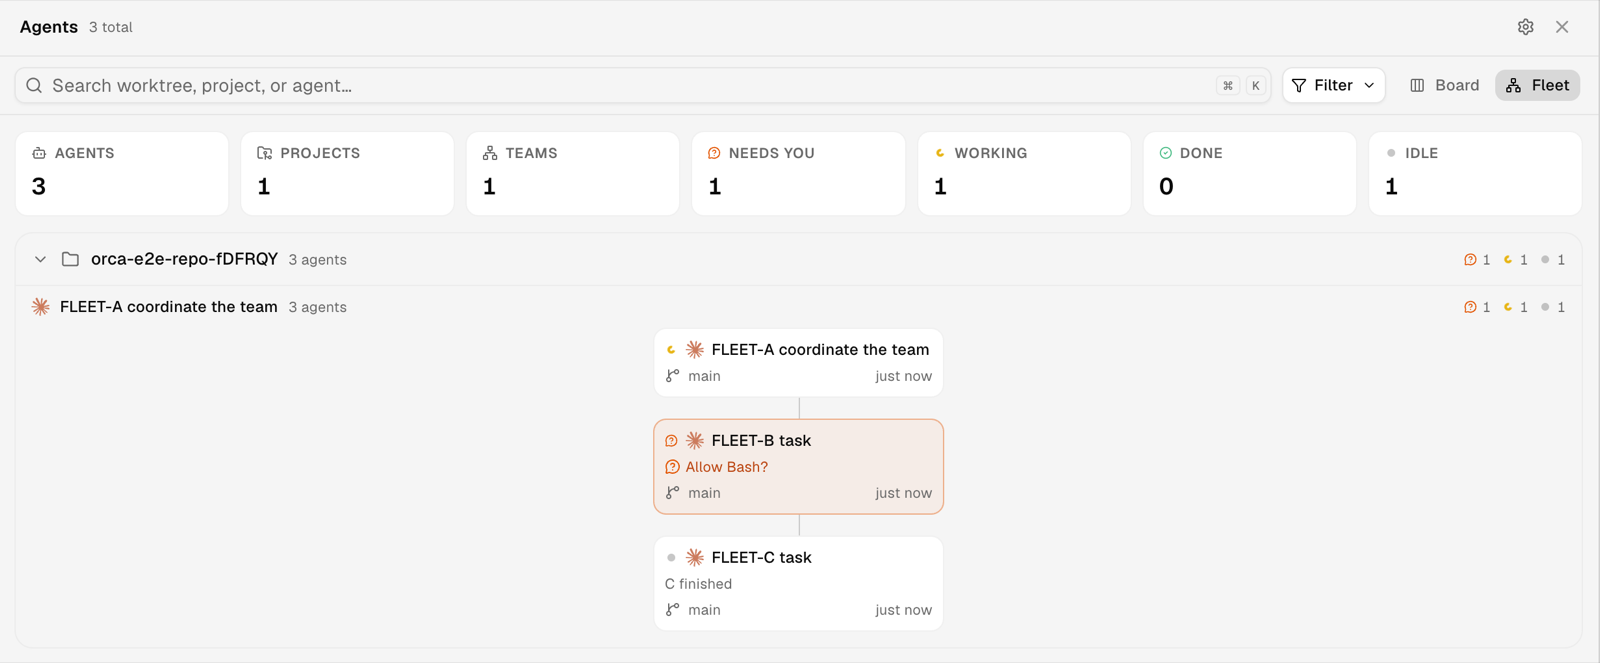 Agents 3 total
Search worktree, project, or agent... ⌘ K Filter Board Fleet
AGENTS
3
PROJECTS
1
TEAMS
1
NEEDS YOU
1
WORKING
1
DONE
0
IDLE
1
orca-e2e-repo-fDFRQY 3 agents 1 1 1
FLEET-A coordinate the team 3 agents 1 1 1
FLEET-A coordinate the team
main just now
FLEET-B task
Allow Bash?
main just now
FLEET-C task
C finished
main just now